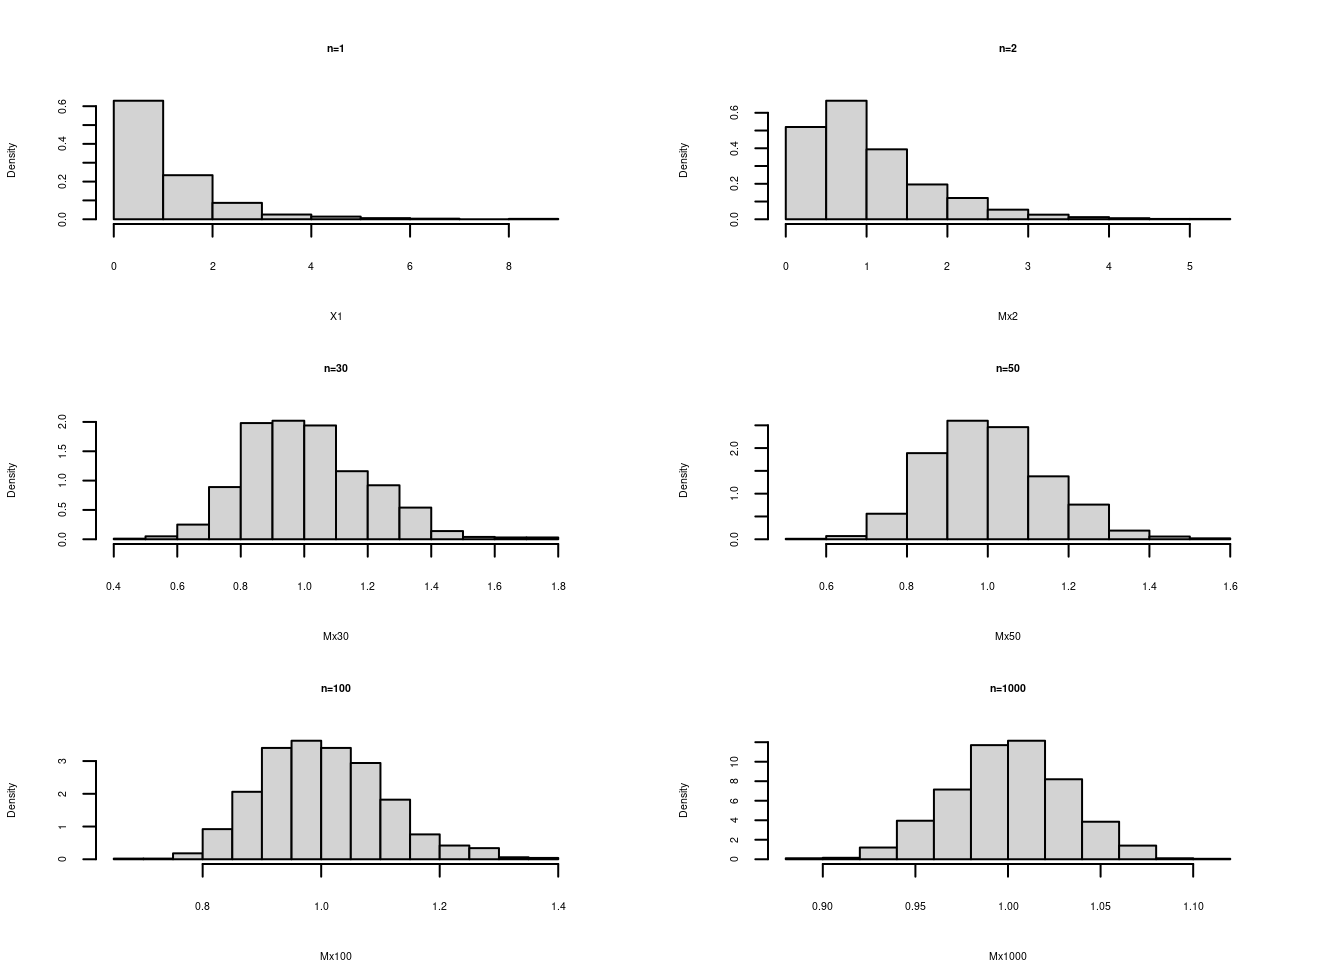 n=1
Density
0.0 0.2 0.4 0.6
0 2 4 6 8
X1
n=2
Density
0.0 0.2 0.4 0.6
0 1 2 3 4 5
Mx2
n=30
Density
0.0 0.5 1.0 1.5 2.0
0.4 0.6 0.8 1.0 1.2 1.4 1.6 1.8
Mx30
n=50
Density
0.0 1.0 2.0
0.6 0.8 1.0 1.2 1.4 1.6
Mx50
n=100
Density
0 1 2 3
0.8 1.0 1.2 1.4
Mx100
n=1000
Density
0 2 4 6 8 10
0.90 0.95 1.00 1.05 1.10
Mx1000